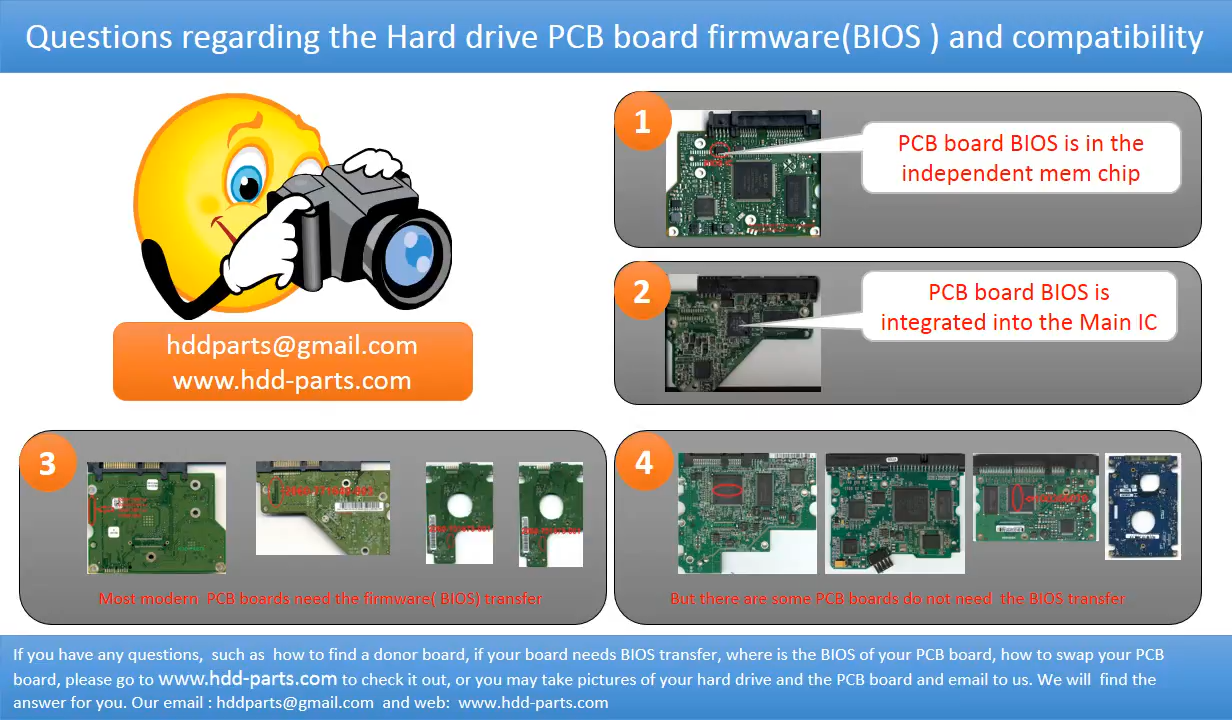 Questions regarding the Hard drive PCB board firmware(BIOS ) and compatibility
hddparts@gmail.com
www.hdd-parts.com
1
PCB board BIOS is in the
independent mem chip
2
PCB board BIOS is
integrated into the Main IC
3
Most modern PCB boards need the firmware( BIOS) transfer
4
But there are some PCB boards do not need the BIOS transfer
If you have any questions, such as how to find a donor board, if your board needs BIOS transfer, where is the BIOS of your PCB board, how to swap your PCB
board, please go to www.hdd-parts.com to check it out, or you may take pictures of your hard drive and the PCB board and email to us. We will find the
answer for you. Our email : hddparts@gmail.com and web: www.hdd-parts.com